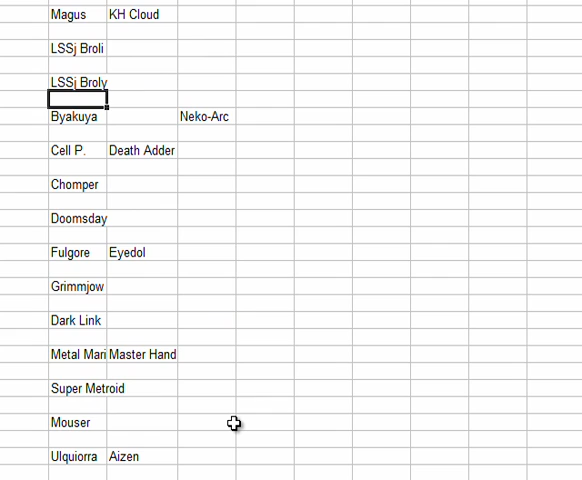 Magus KH Cloud
LSSj Broli
LSSj Broly
Byakuya Neko-Arc
Cell P. Death Adder
Chomper
Doomsday
Fulgore Eyedol
Grimmjow
Dark Link
Metal Mari Master Hand
Super Metroid
Mouser
Ulquiorra Aizen